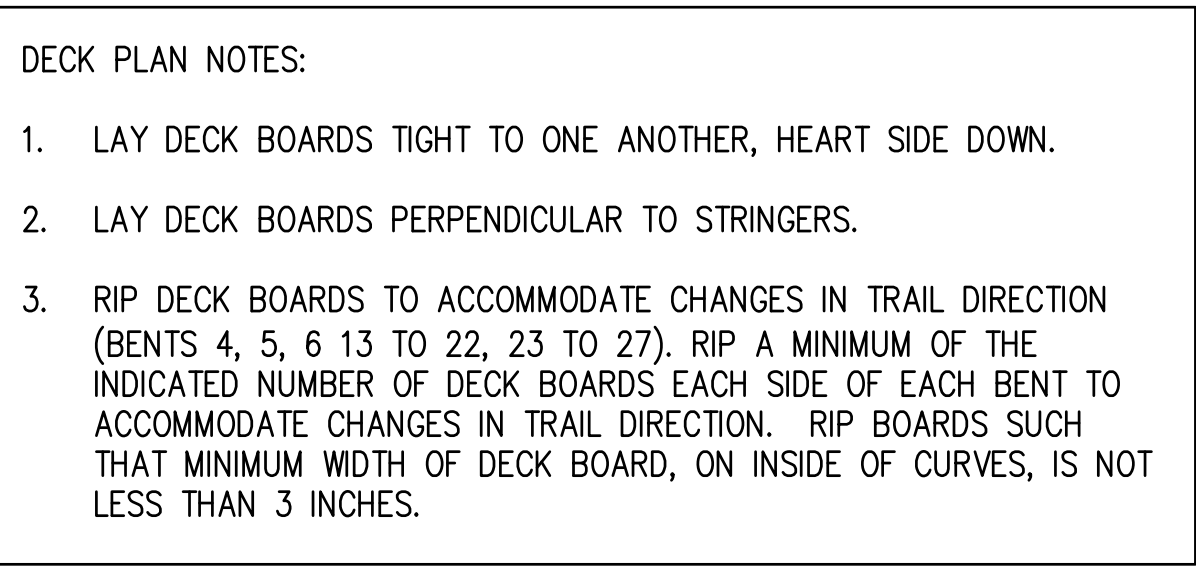 DECK PLAN NOTES:
1. LAY DECK BOARDS TIGHT TO ONE ANOTHER, HEART SIDE DOWN.
2. LAY DECK BOARDS PERPENDICULAR TO STRINGERS.
3. RIP DECK BOARDS TO ACCOMMODATE CHANGES IN TRAIL DIRECTION
(BENTS 4, 5, 6 13 TO 22, 23 TO 27). RIP A MINIMUM OF THE
INDICATED NUMBER OF DECK BOARDS EACH SIDE OF EACH BENT TO
ACCOMMODATE CHANGES IN TRAIL DIRECTION. RIP BOARDS SUCH
THAT MINIMUM WIDTH OF DECK BOARD, ON INSIDE OF CURVES, IS NOT
LESS THAN 3 INCHES.